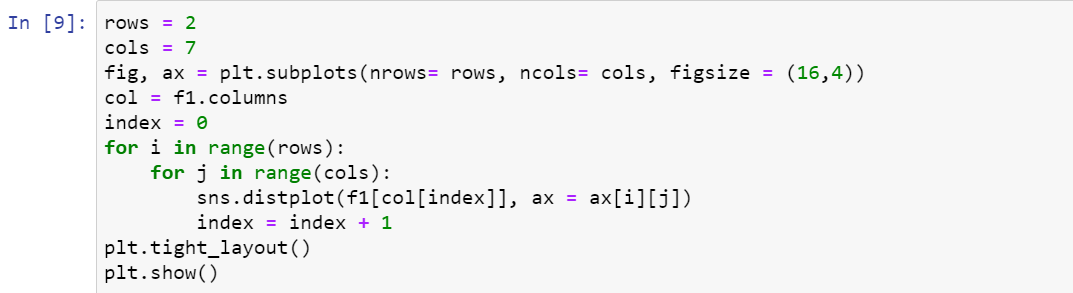 In [9]: rows = 2
cols = 7
fig, ax = plt.subplots(nrows= rows, ncols= cols, figsize = (16,4))
col = f1.columns
index = 0
for i in range(rows):
    for j in range(cols):
        sns.distplot(f1[col[index]], ax = ax[i][j])
        index = index + 1
plt.tight_layout()
plt.show()